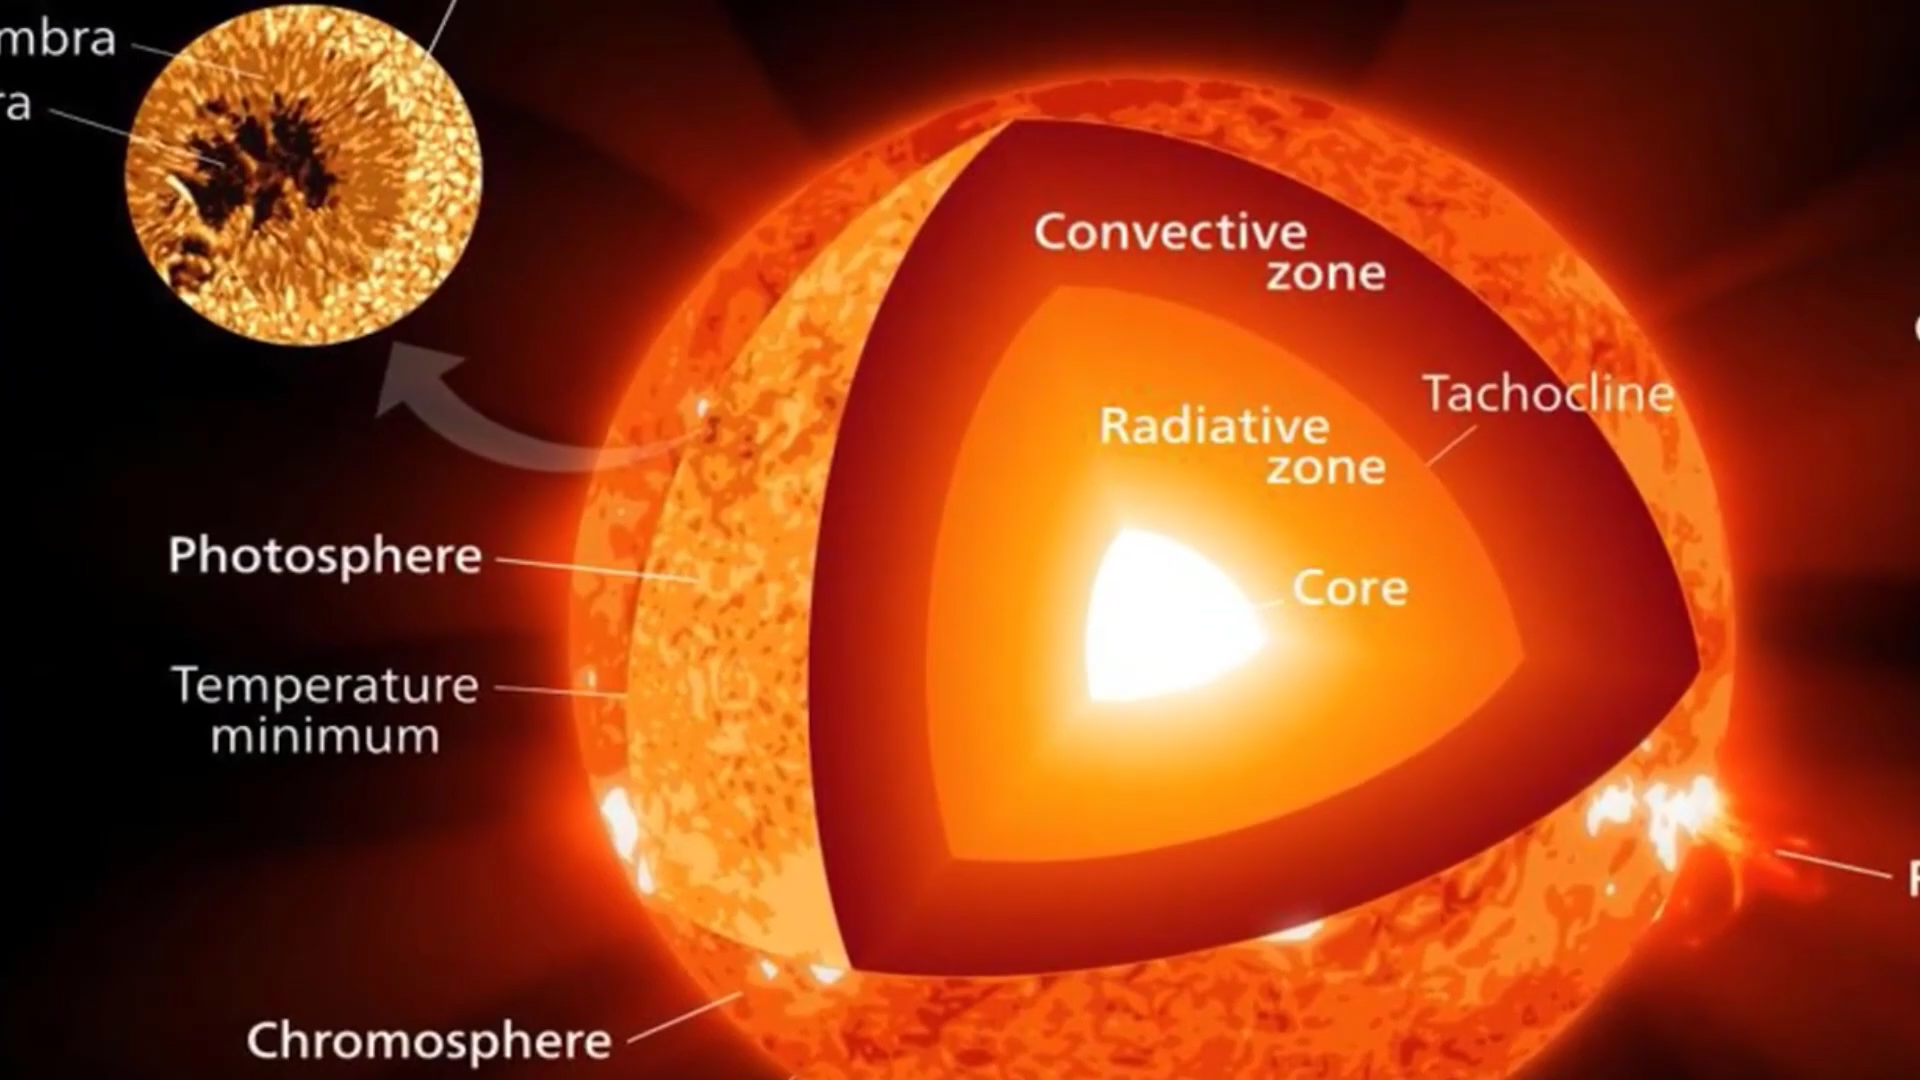 mbra
ra
Convective
zone
Tachocline
Radiative
zone
Photosphere
Core
Temperature
minimum
Chromosphere